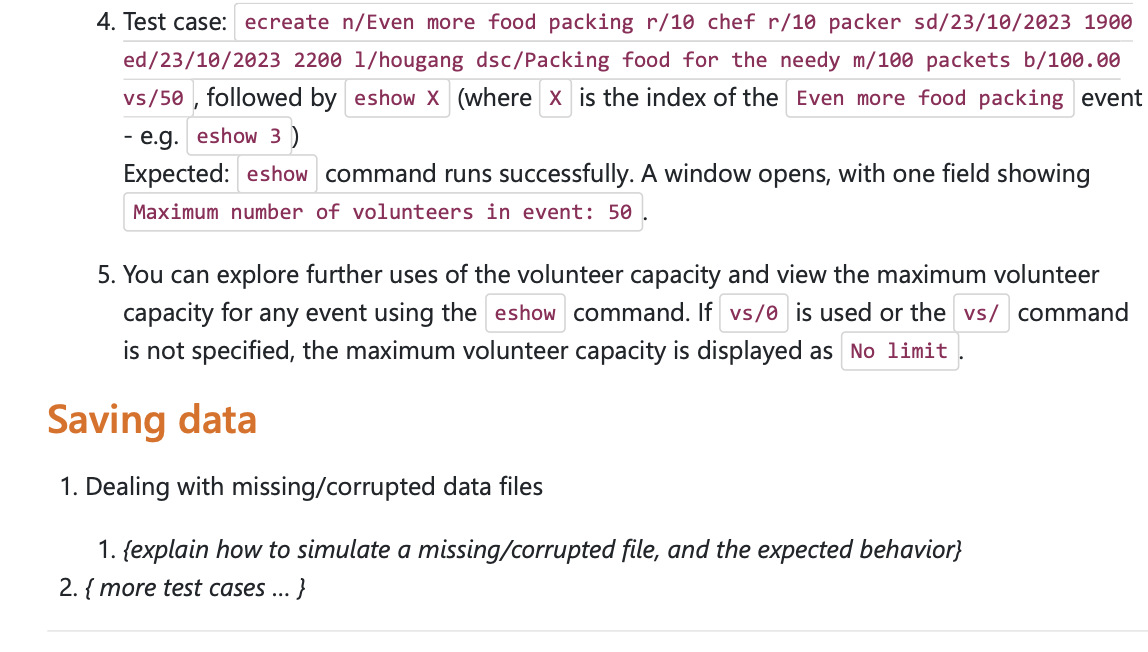 4. Test case: ecreate n/Even more food packing r/10 chef r/10 packer sd/23/10/2023 1900
ed/23/10/2023 2200 l/hougang dsc/Packing food for the needy m/100 packets b/100.00
vs/50 , followed by eshow X (where X is the index of the Even more food packing event
- e.g. eshow 3 )
Expected: eshow command runs successfully. A window opens, with one field showing
Maximum number of volunteers in event: 50 .
5. You can explore further uses of the volunteer capacity and view the maximum volunteer
capacity for any event using the eshow command. If vs/0 is used or the vs/ command
is not specified, the maximum volunteer capacity is displayed as No limit .
Saving data
1. Dealing with missing/corrupted data files
1. {explain how to simulate a missing/corrupted file, and the expected behavior}
2. { more test cases … }